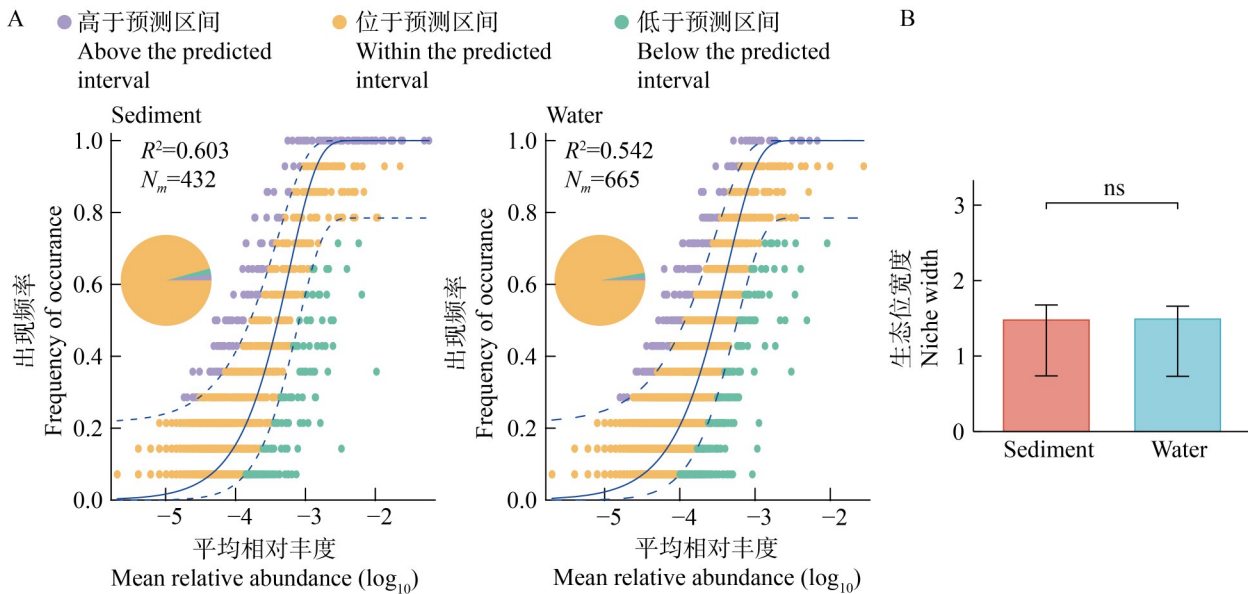 A
高于预测区间
Above the predicted
interval
位于预测区间
Within the predicted
interval
低于预测区间
Below the predicted
interval
Sediment
R²=0.603
Nₘ=432
1.0
0.8
0.6
0.4
0.2
0.0
出现频率
Frequency of occurance
−5
−4
−3
−2
平均相对丰度
Mean relative abundance (log₁₀)
Water
R²=0.542
Nₘ=665
1.0
0.8
0.6
0.4
0.2
0.0
出现频率
Frequency of occurance
−5
−4
−3
−2
平均相对丰度
Mean relative abundance (log₁₀)
B
ns
3
2
1
0
生态位宽度
Niche width
Sediment
Water